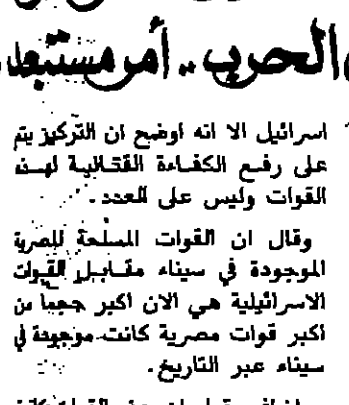 الحرب .. أمر مستبعد
اسرائيل الا انه اوضح ان التركيز يتم
على رفع الكفاءة القتالية لهذه
القوات وليس على العدد.
وقال ان القوات المسلحة المصرية
الموجودة في سيناء مقابل القوات
الاسرائيلية هي الان اكبر حجما من
اكبر قوات مصرية كانت موجودة في
سيناء عبر التاريخ.